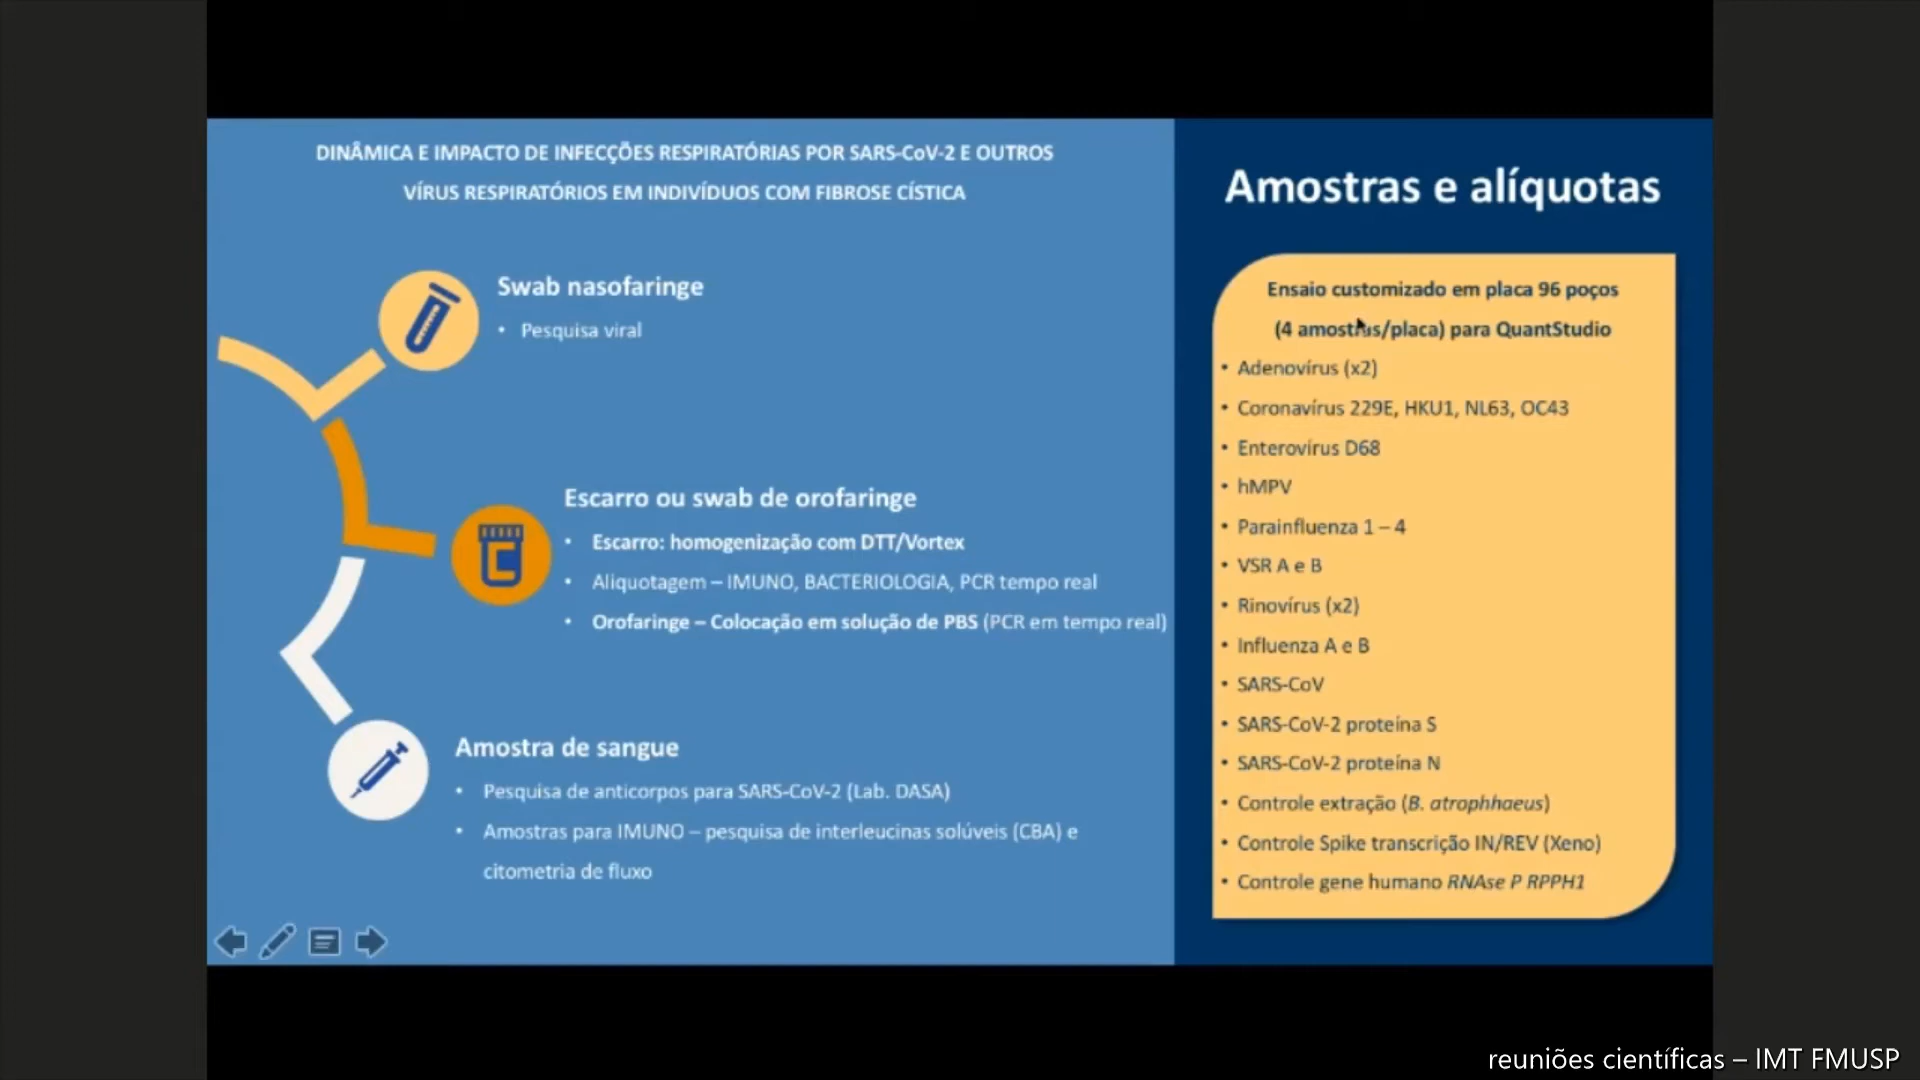 DINÂMICA E IMPACTO DE INFECÇÕES RESPIRATÓRIAS POR SARS-CoV-2 E OUTROS
VÍRUS RESPIRATÓRIOS EM INDIVÍDUOS COM FIBROSE CÍSTICA
Swab nasofaringe
• Pesquisa viral
Escarro ou swab de orofaringe
• Escarro: homogenização com DTT/Vortex
• Aliquotagem – IMUNO, BACTERIOLOGIA, PCR tempo real
• Orofaringe – Colocação em solução de PBS (PCR em tempo real)
Amostra de sangue
• Pesquisa de anticorpos para SARS-CoV-2 (Lab. DASA)
• Amostras para IMUNO – pesquisa de interleucinas solúveis (CBA) e
citometria de fluxo
Amostras e alíquotas
Ensaio customizado em placa 96 poços
(4 amostras/placa) para QuantStudio
• Adenovírus (x2)
• Coronavírus 229E, HKU1, NL63, OC43
• Enterovírus D68
• hMPV
• Parainfluenza 1 – 4
• VSR A e B
• Rinovírus (x2)
• Influenza A e B
• SARS-CoV
• SARS-CoV-2 proteína S
• SARS-CoV-2 proteína N
• Controle extração (B. atrophhaeus)
• Controle Spike transcrição IN/REV (Xeno)
• Controle gene humano RNAse P RPPH1
reuniões científicas – IMT FMUSP